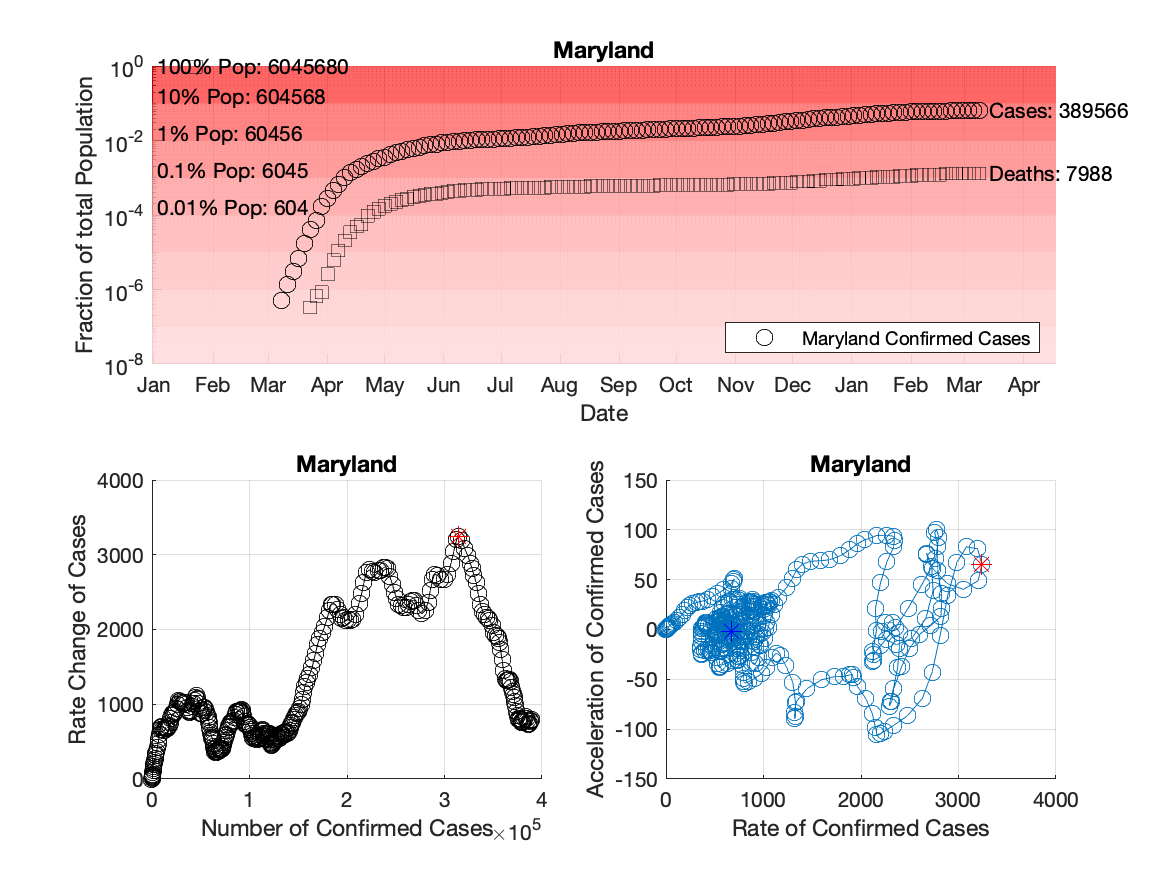 Maryland
Fraction of total Population
10^0
10^-2
10^-4
10^-6
10^-8
100% Pop: 6045680
10% Pop: 604568
1% Pop: 60456
0.1% Pop: 6045
0.01% Pop: 604
Cases: 389566
Deaths: 7988
Maryland Confirmed Cases
Jan Feb Mar Apr May Jun Jul Aug Sep Oct Nov Dec Jan Feb Mar Apr
Date
Maryland
Rate Change of Cases
4000
3000
2000
1000
0
0 1 2 3 4
Number of Confirmed Cases ×10^5
Maryland
Acceleration of Confirmed Cases
150
100
50
0
-50
-100
-150
0 1000 2000 3000 4000
Rate of Confirmed Cases